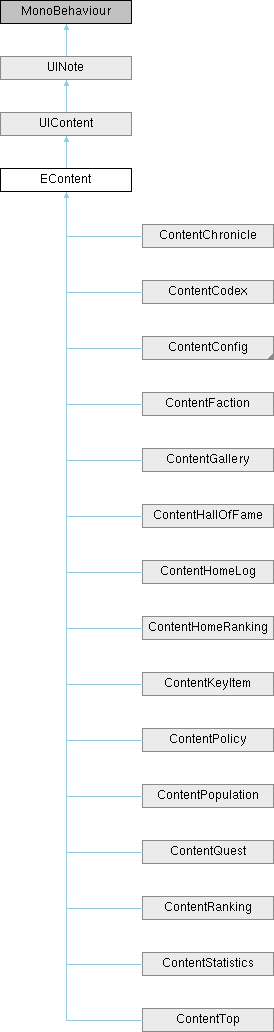 MonoBehaviour
UINote
UIContent
EContent
ContentChronicle
ContentCodex
ContentConfig
ContentFaction
ContentGallery
ContentHallOfFame
ContentHomeLog
ContentHomeRanking
ContentKeyItem
ContentPolicy
ContentPopulation
ContentQuest
ContentRanking
ContentStatistics
ContentTop